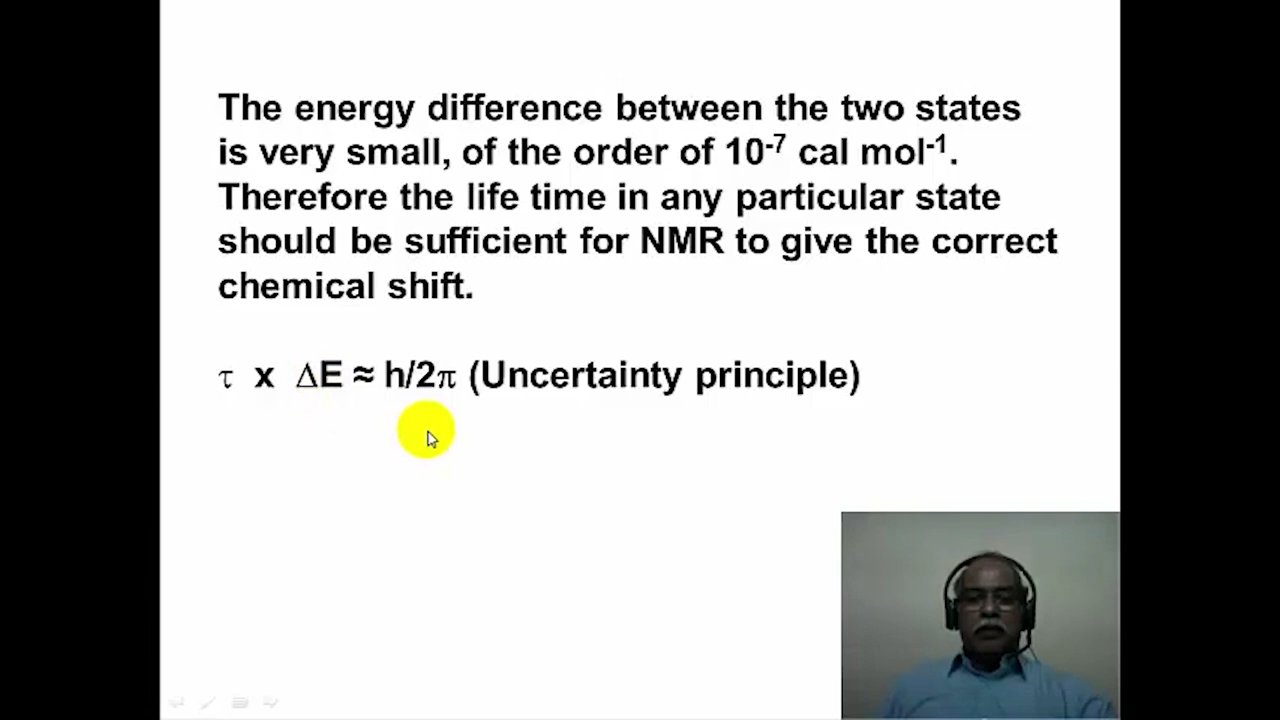 The energy difference between the two states
is very small, of the order of 10⁻⁷ cal mol⁻¹.
Therefore the life time in any particular state
should be sufficient for NMR to give the correct
chemical shift.
τ x ΔE ≈ h/2π (Uncertainty principle)